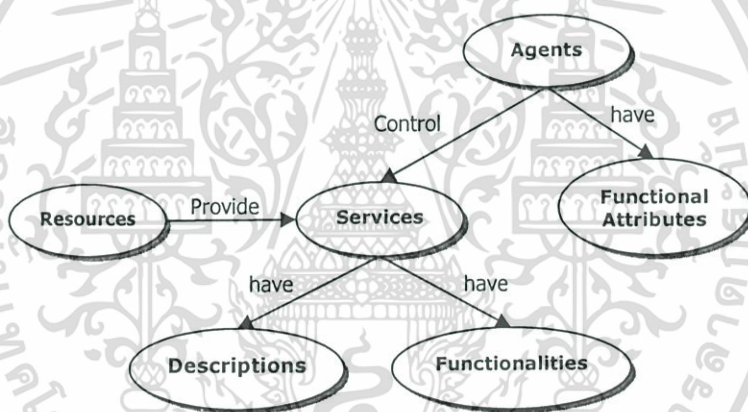 Agents
Control
have
Resources
Provide
Services
Functional
Attributes
have
have
Descriptions
Functionalities